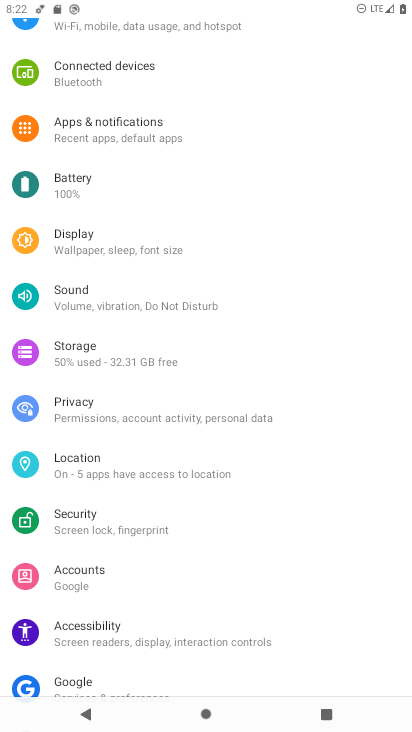 8:22
LTE
Wi-Fi, mobile, data usage, and hotspot
Connected devices
Bluetooth
Apps & notifications
Recent apps, default apps
Battery
100%
Display
Wallpaper, sleep, font size
Sound
Volume, vibration, Do Not Disturb
Storage
50% used - 32.31 GB free
Privacy
Permissions, account activity, personal data
Location
On - 5 apps have access to location
Security
Screen lock, fingerprint
Accounts
Google
Accessibility
Screen readers, display, interaction controls
Google
Services & preferences